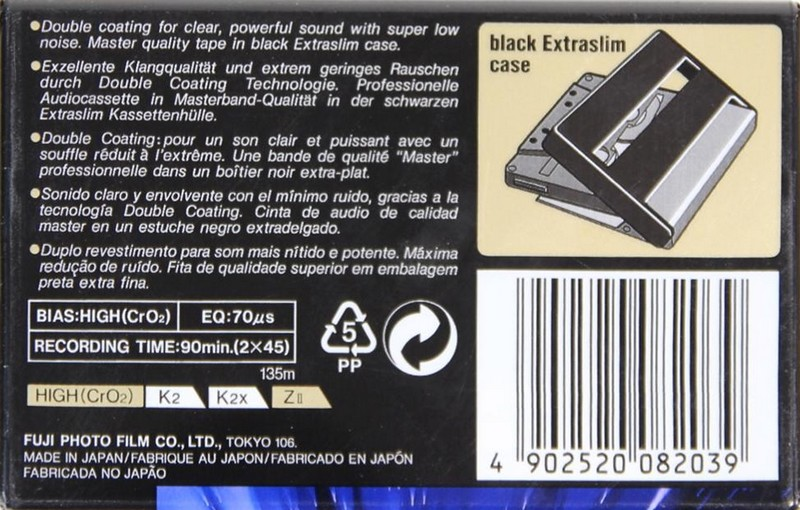 ●Double coating for clear, powerful sound with super low
noise. Master quality tape in black Extraslim case.
●Exzellente Klangqualität und extrem geringes Rauschen
durch Double Coating Technologie. Professionelle
Audiocassette in Masterband-Qualität in der schwarzen
Extraslim Kassettenhülle.
●Double Coating: pour un son clair et puissant avec un
souffle réduit à l'extrême. Une bande de qualité "Master"
professionnelle dans un boîtier noir extra-plat.
●Sonido claro y envolvente con el mínimo ruido, gracias a la
tecnología Double Coating. Cinta de audio de calidad
master en un estuche negro extradelgado.
●Duplo revestimento para som mais nítido e potente. Máxima
redução de ruído. Fita de qualidade superior em embalagem
preta extra fina.
black Extraslim
case
BIAS:HIGH(CrO₂) EQ:70μs
RECORDING TIME:90min.(2×45)
135m
5
PP
HIGH(CrO₂) K2 K2x ZⅡ
FUJI PHOTO FILM CO., LTD., TOKYO 106.
MADE IN JAPAN/FABRIQUE AU JAPON/FABRICADO EN JAPÓN
FABRICADA NO JAPÃO
4 902520 082039